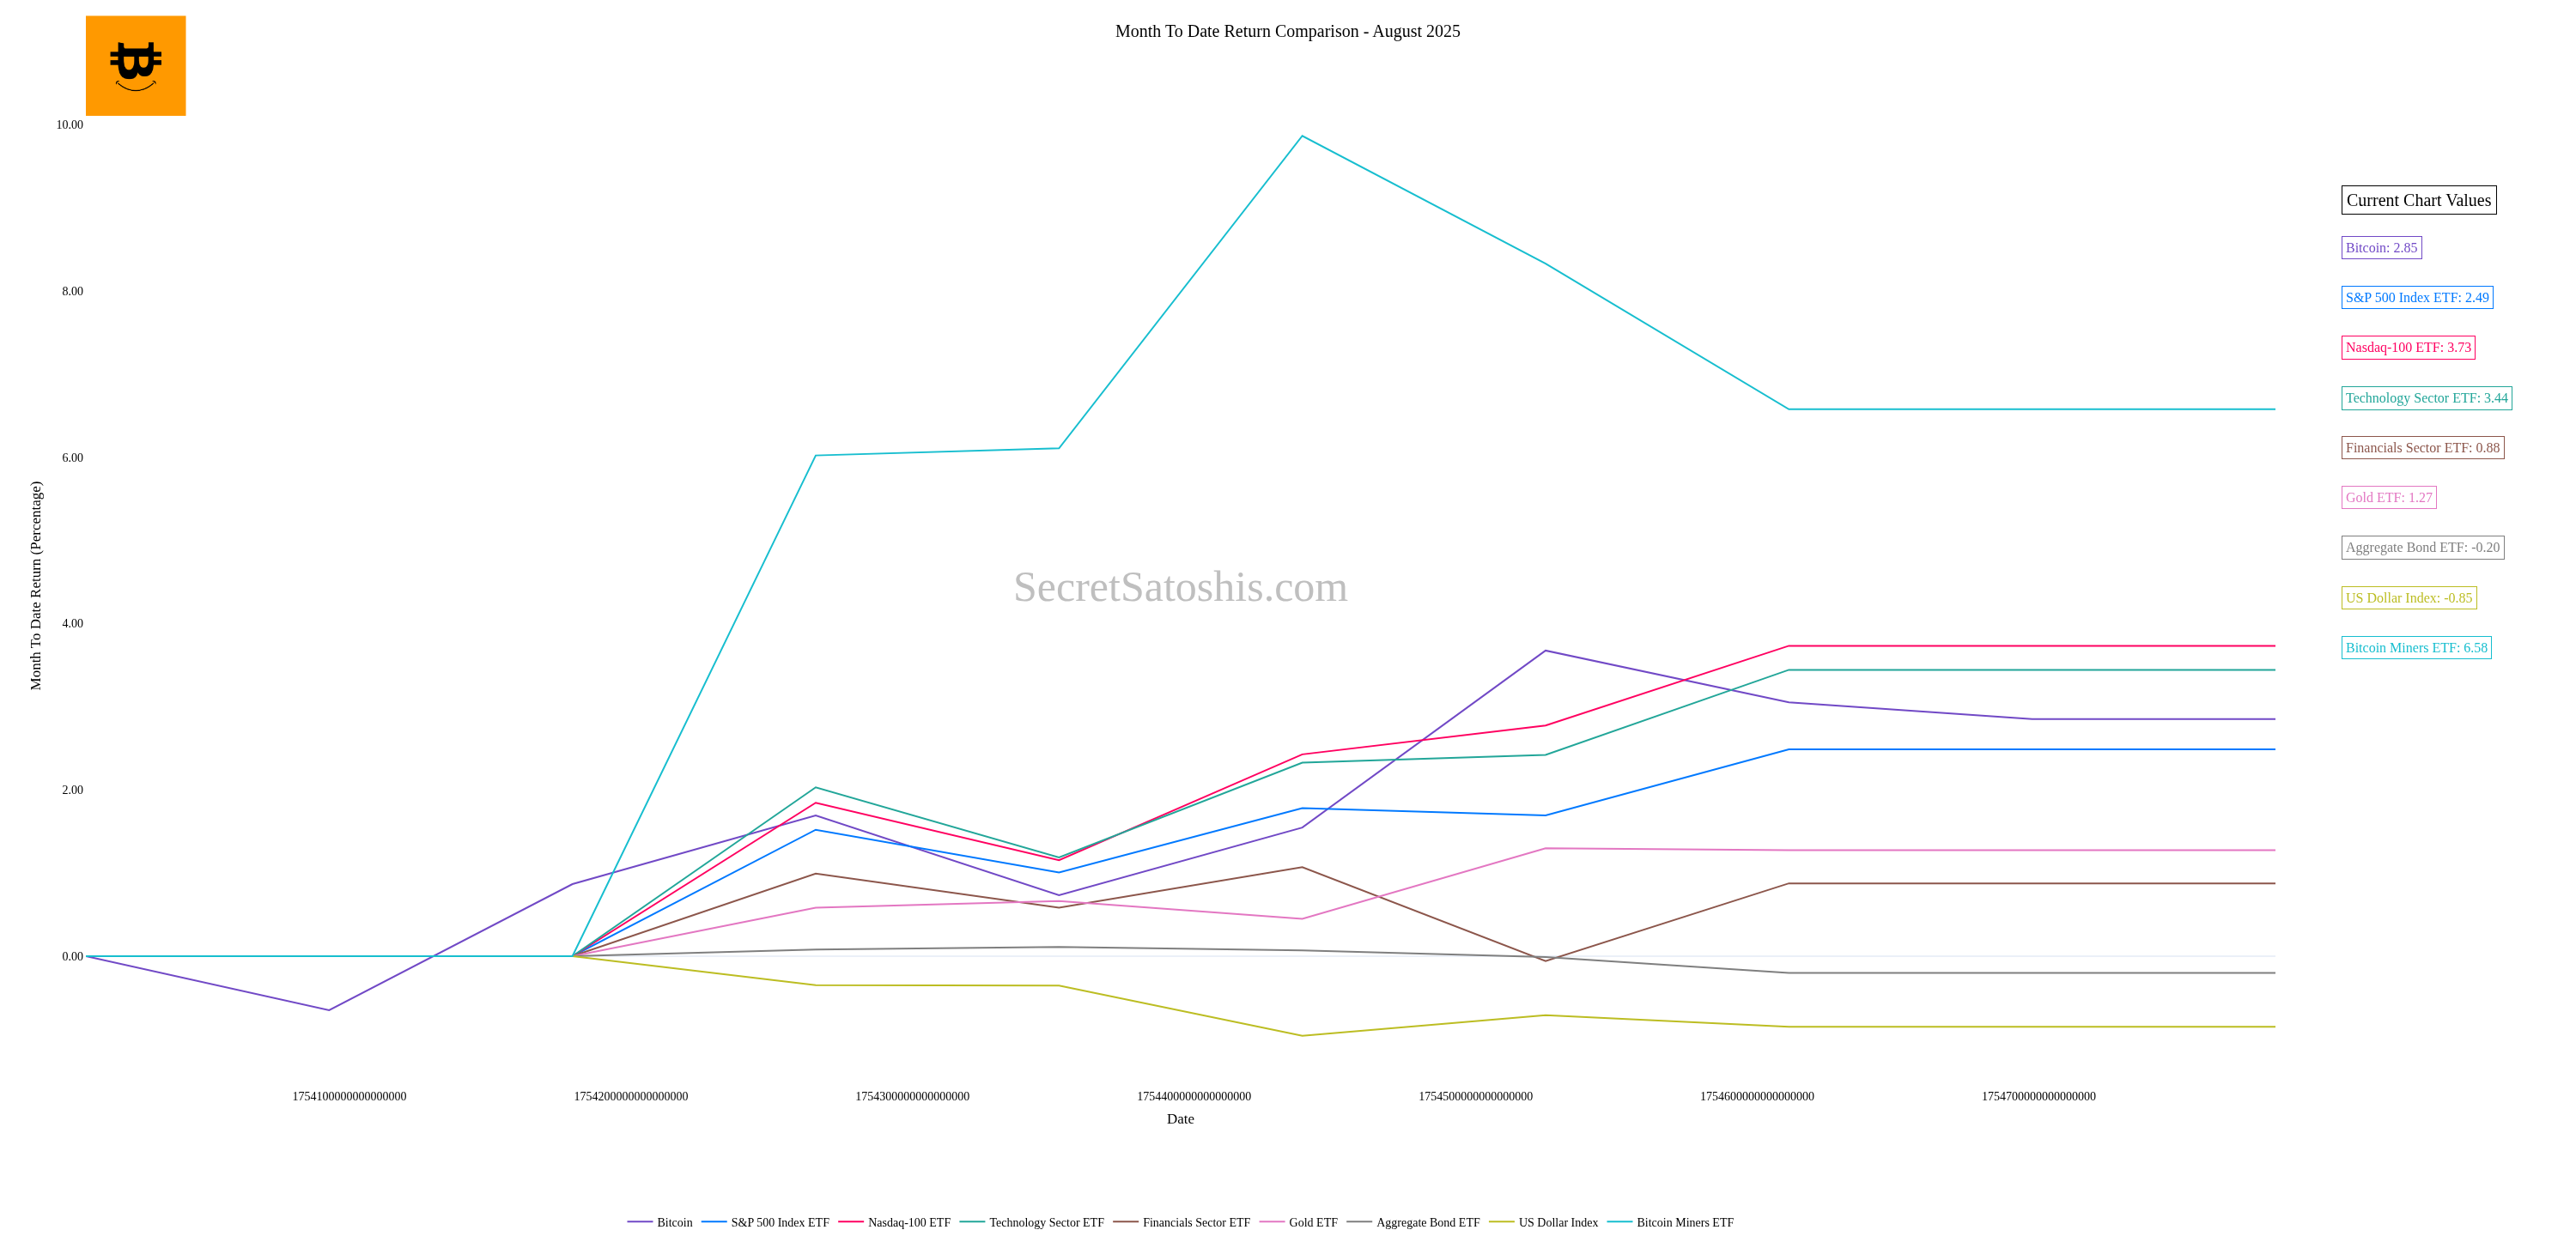 Month To Date Return Comparison - August 2025
10.00
8.00
6.00
4.00
2.00
0.00
Month To Date Return (Percentage)
SecretSatoshis.com
Current Chart Values
Bitcoin: 2.85
S&P 500 Index ETF: 2.49
Nasdaq-100 ETF: 3.73
Technology Sector ETF: 3.44
Financials Sector ETF: 0.88
Gold ETF: 1.27
Aggregate Bond ETF: -0.20
US Dollar Index: -0.85
Bitcoin Miners ETF: 6.58
1754100000000000000 1754200000000000000 1754300000000000000 1754400000000000000 1754500000000000000 1754600000000000000 1754700000000000000
Date
Bitcoin S&P 500 Index ETF Nasdaq-100 ETF Technology Sector ETF Financials Sector ETF Gold ETF Aggregate Bond ETF US Dollar Index Bitcoin Miners ETF